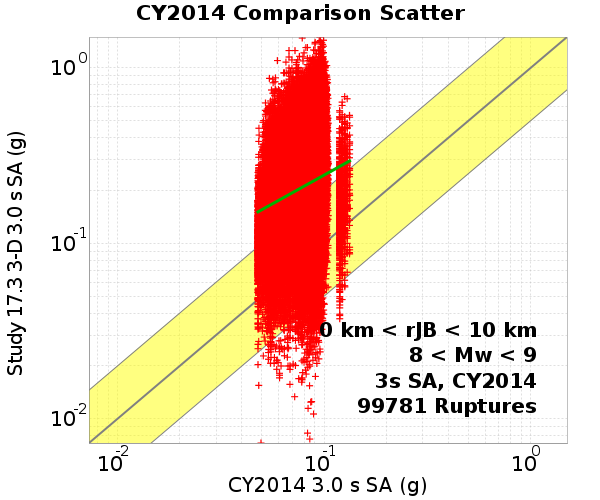 CY2014 Comparison Scatter
Study 17.3 3-D 3.0 s SA (g)
10^0
10^-1
10^-2
0 km < rJB < 10 km
8 < Mw < 9
3s SA, CY2014
99781 Ruptures
10^-2
10^-1
10^0
CY2014 3.0 s SA (g)